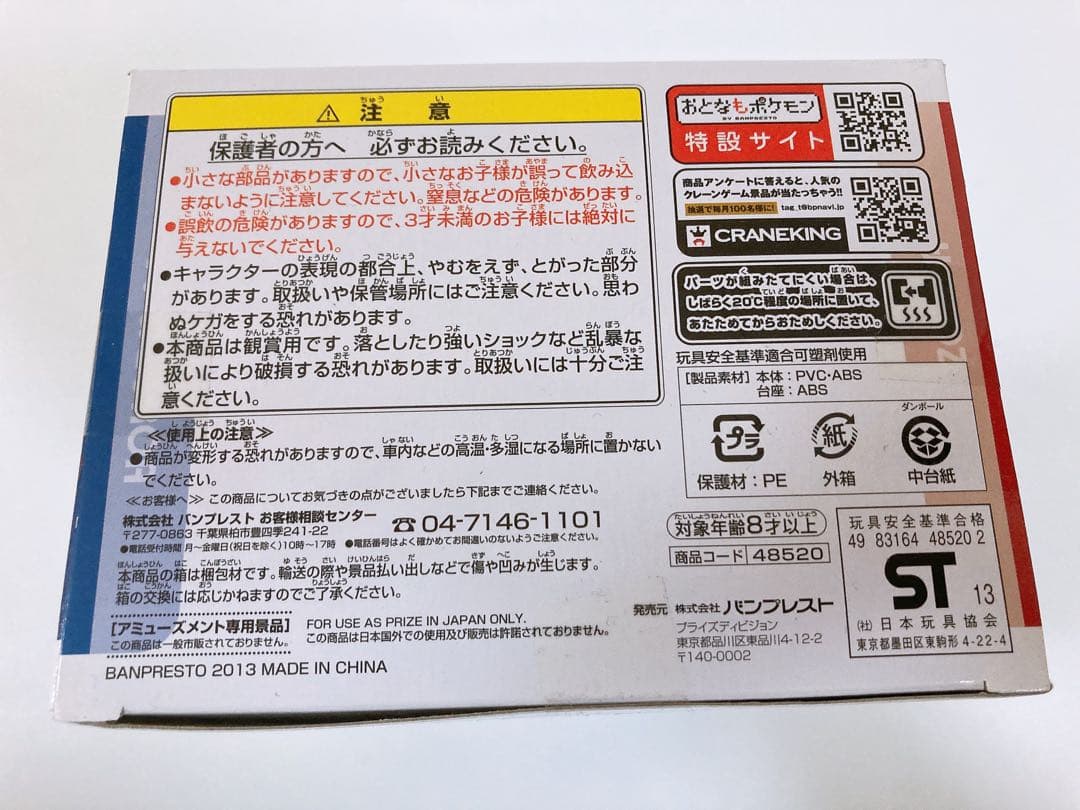 ⚠ 注意
保護者の方へ 必ずお読みください。
●小さな部品がありますので、小さなお子様が誤って飲み込
まないように注意してください。窒息などの危険があります。
●誤飲の危険がありますので、3才未満のお子様には絶対に
与えないでください。
●キャラクターの表現の都合上、やむをえず、とがった部分
があります。取扱いや保管場所にはご注意ください。思わ
ぬケガをする恐れがあります。
●本商品は観賞用です。落としたり強いショックなど乱暴な
扱いにより破損する恐れがあります。取扱いには十分ご注
意ください。
≪使用上の注意≫
●商品が変形する恐れがありますので、車内などの高温・多湿になる場所に置かない
でください。
≪お客様へ≫ この商品についてお気づきの点がございましたら下記までご連絡ください。
株式会社 バンプレスト お客様相談センター
〒277-0863 千葉県柏市豊四季241-22
☎04-7146-1101
●電話受付時間 月〜金曜日(祝日を除く)10時〜17時 ●電話番号はよく確かめてお間違いのないようご注意ください。
本商品の箱は梱包材です。輸送の際や景品払い出しなどで傷や凹みが生じます。
箱の交換には応じかねますのでご了承ください。
[アミューズメント専用景品]
この商品は一般市販されておりません。
FOR USE AS PRIZE IN JAPAN ONLY.
この商品は日本国外での使用及び販売は許諾されておりません。
BANPRESTO 2013 MADE IN CHINA
おとなもポケモン
BY BANPRESTO
特設サイト
商品アンケートに答えると、人気の
クレーンゲーム景品が当たっちゃう!!
抽選で毎月100名様に!
tag_t@bpnavi.jp
CRANEKING
パーツが組みたてにくい場合は、
しばらく20℃程度の場所に置いて、
あたためてからおためしください。
玩具安全基準適合可塑剤使用
[製品素材] 本体:PVC・ABS
台座:ABS
プラ
保護材:PE
紙
外箱
ダンボール
中台紙
対象年齢8才以上
商品コード 48520
玩具安全基準合格
49 83164 48520 2
ST 13
(社)日本玩具協会
東京都墨田区東駒形4-22-4
発売元 株式会社 バンプレスト
プライズディビジョン
東京都品川区東品川4-12-2
〒140-0002